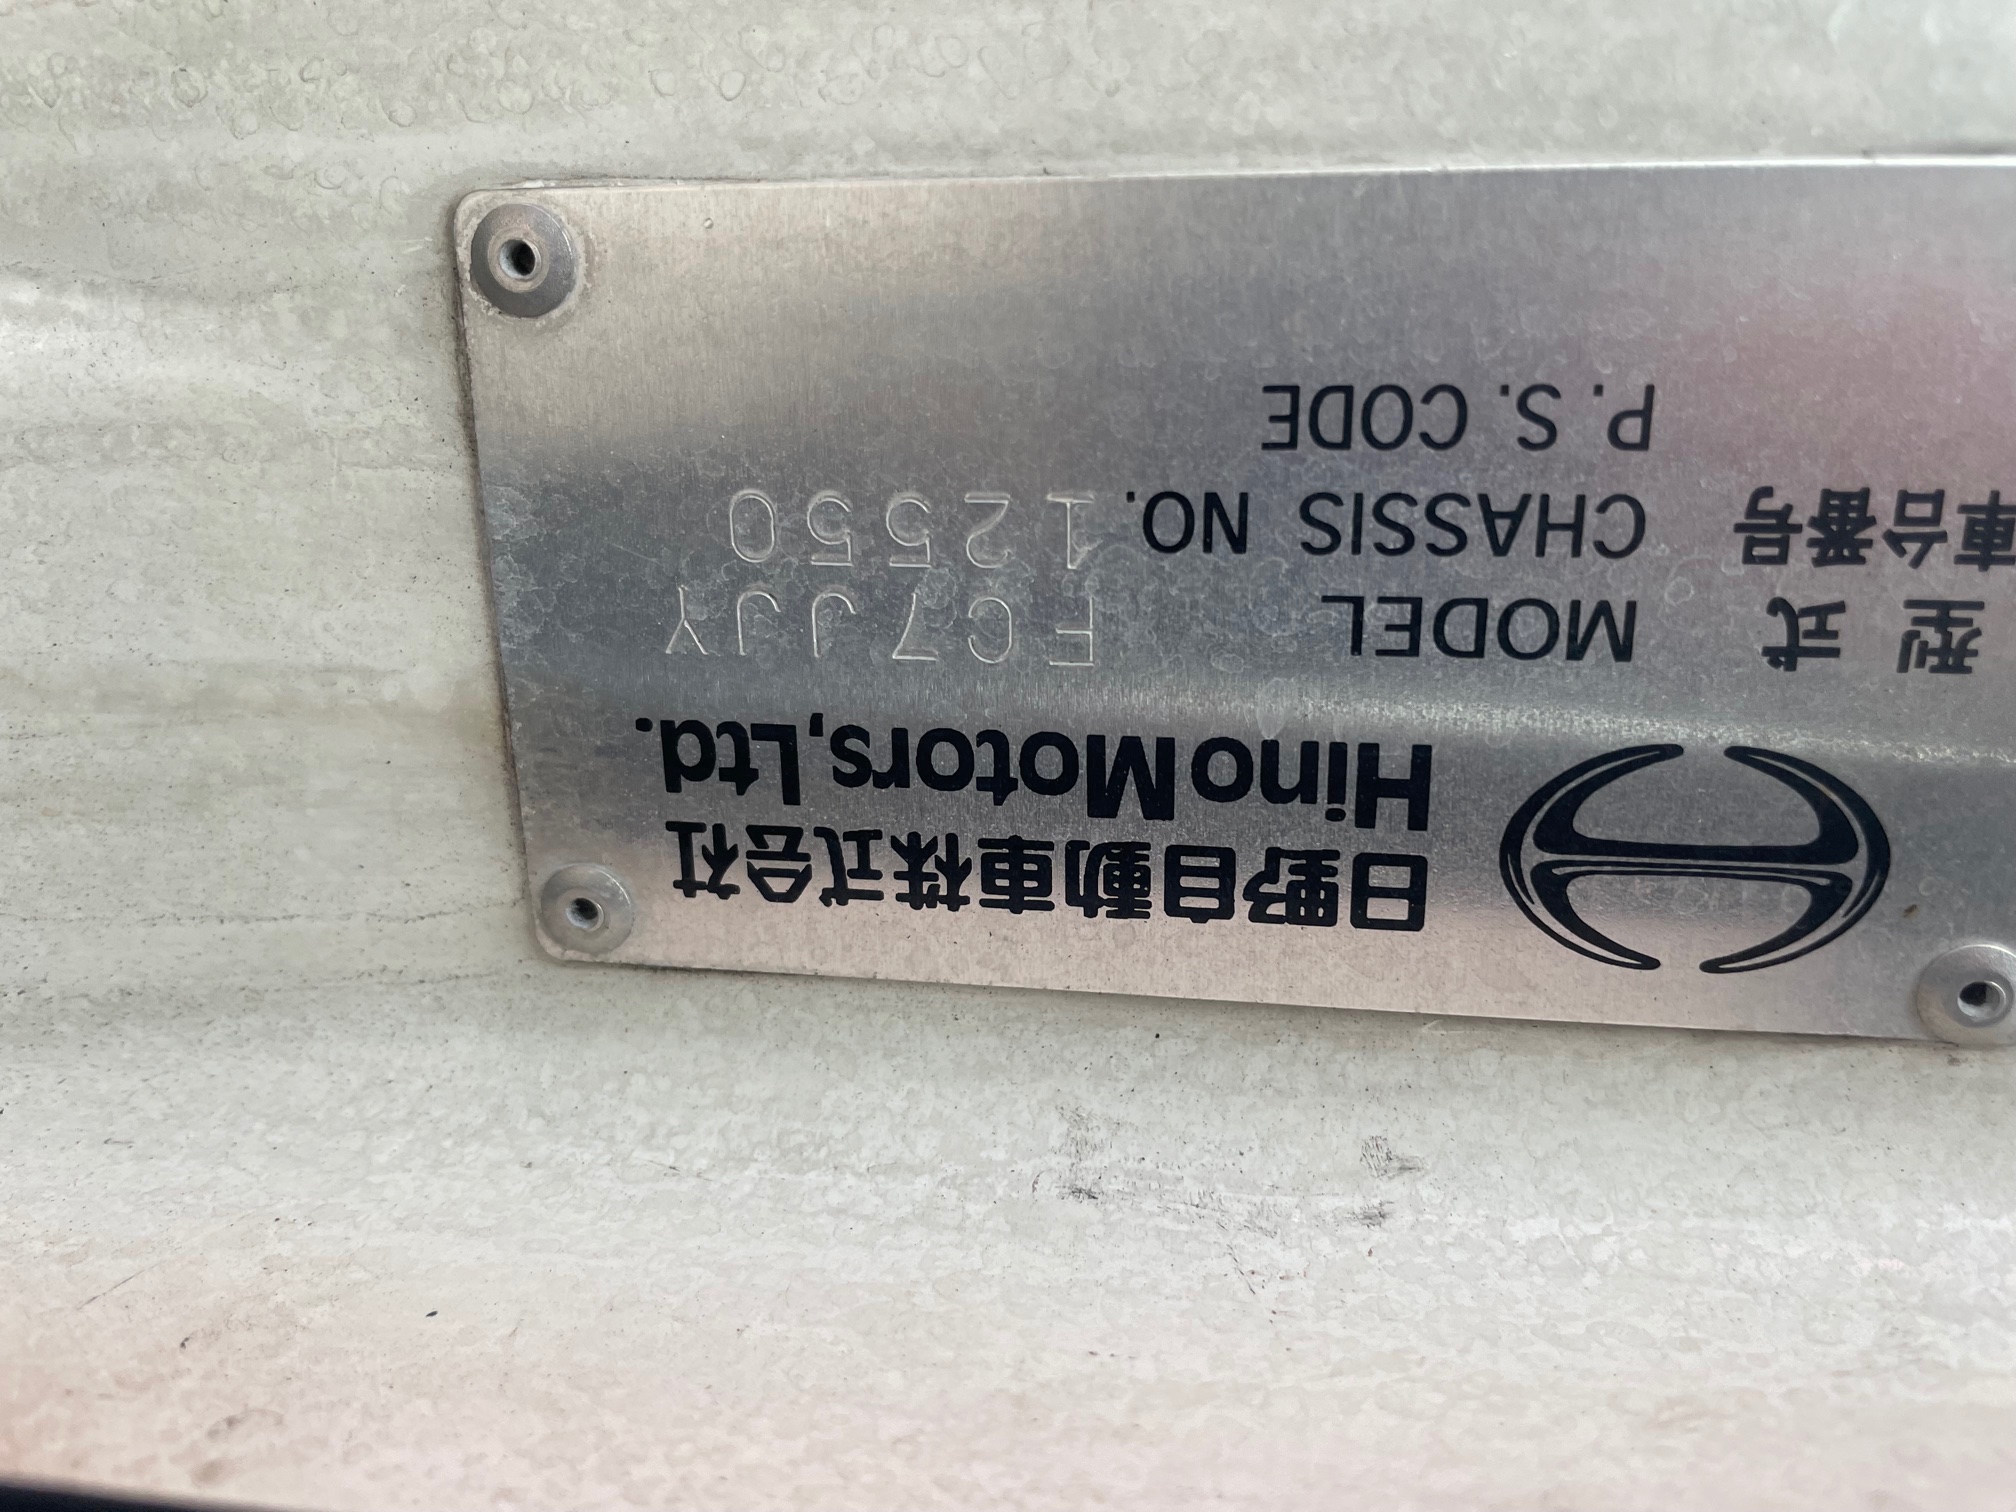 日野自動車株式会社
Hino Motors,Ltd.
型式 MODEL FC7JJY
車台番号 CHASSIS NO. 12550
P.S. CODE